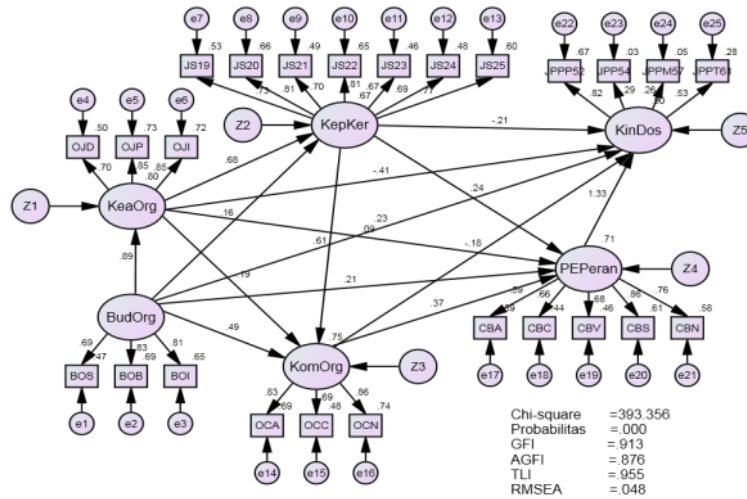 e7 e8 e9 e10 e11 e12 e13
.53 .66 .49 .65 .46 .48 .60
JS19 JS20 JS21 JS22 JS23 JS24 JS25
.73 .81 .70 .81 .67 .69 .77
.67
Z2
KepKer
e22 e23 e24 e25
.67 .03 .05 .28
JPPP52 JPP54 JPPM57 JPPT61
.82 .29 .26 .53
KinDos
Z5
-.21
e4 e5 e6
.50 .73 .72
OJD OJP OJI
.70 .85 .85
.80
Z1
KeaOrg
.68
-.41
.24
1.33
.16
.23
.09
.61
-.18
.71
PEPeran
Z4
.89
.19
.21
.37
BudOrg
.49
.75
.69 .83 .81
.47 .69 .65
BOS BOB BOI
e1 e2 e3
KomOrg
Z3
.83 .69 .86
.69 .48 .74
OCA OCC OCN
e14 e15 e16
.66 .68 .86 .76
.44 .46 .61 .58
CBA CBC CBV CBS CBN
e17 e18 e19 e20 e21
Chi-square =393.356
Probabilitas =.000
GFI =.913
AGFI =.876
TLI =.955
RMSEA =.048